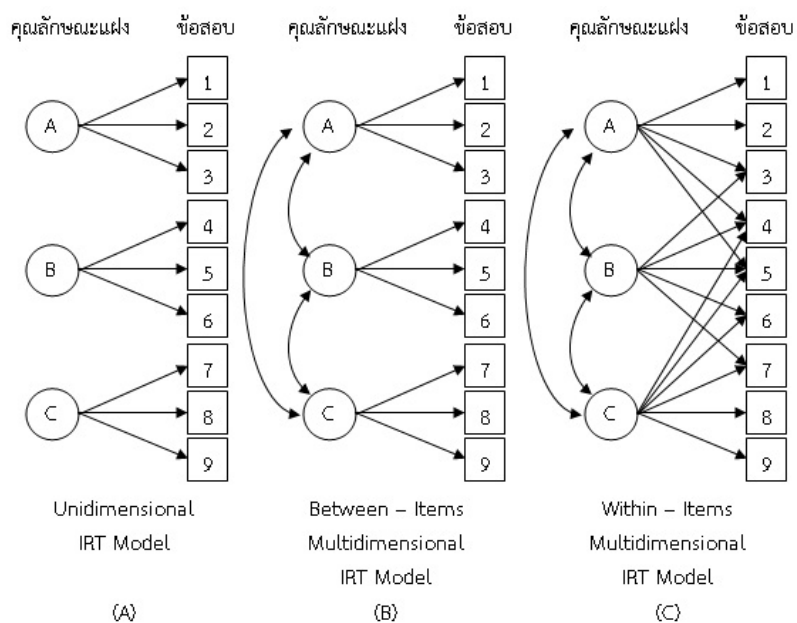 คุณลักษณะแฝง ข้อสอบ
A
B
C
1
2
3
4
5
6
7
8
9
Unidimensional
IRT Model
(A)
คุณลักษณะแฝง ข้อสอบ
A
B
C
1
2
3
4
5
6
7
8
9
Between – Items
Multidimensional
IRT Model
(B)
คุณลักษณะแฝง ข้อสอบ
A
B
C
1
2
3
4
5
6
7
8
9
Within – Items
Multidimensional
IRT Model
(C)